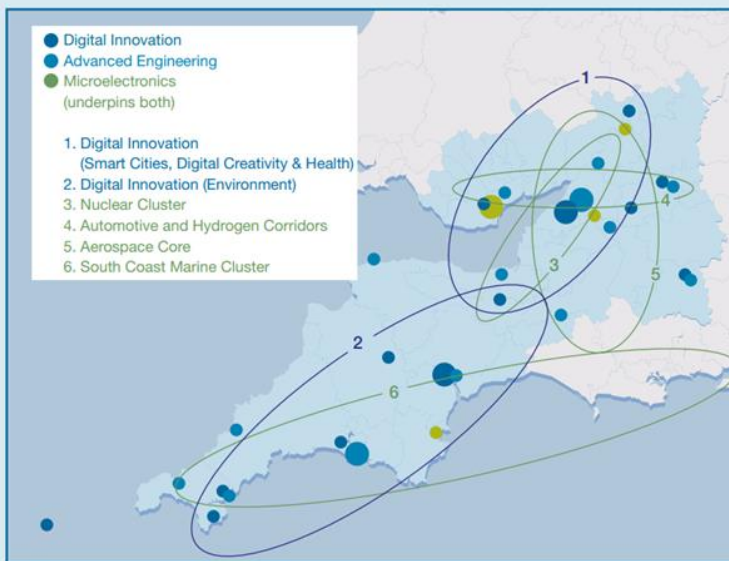 Digital Innovation
Advanced Engineering
Microelectronics
(underpins both)
1. Digital Innovation
(Smart Cities, Digital Creativity & Health)
2. Digital Innovation (Environment)
3. Nuclear Cluster
4. Automotive and Hydrogen Corridors
5. Aerospace Core
6. South Coast Marine Cluster
1
4
3
5
2
6